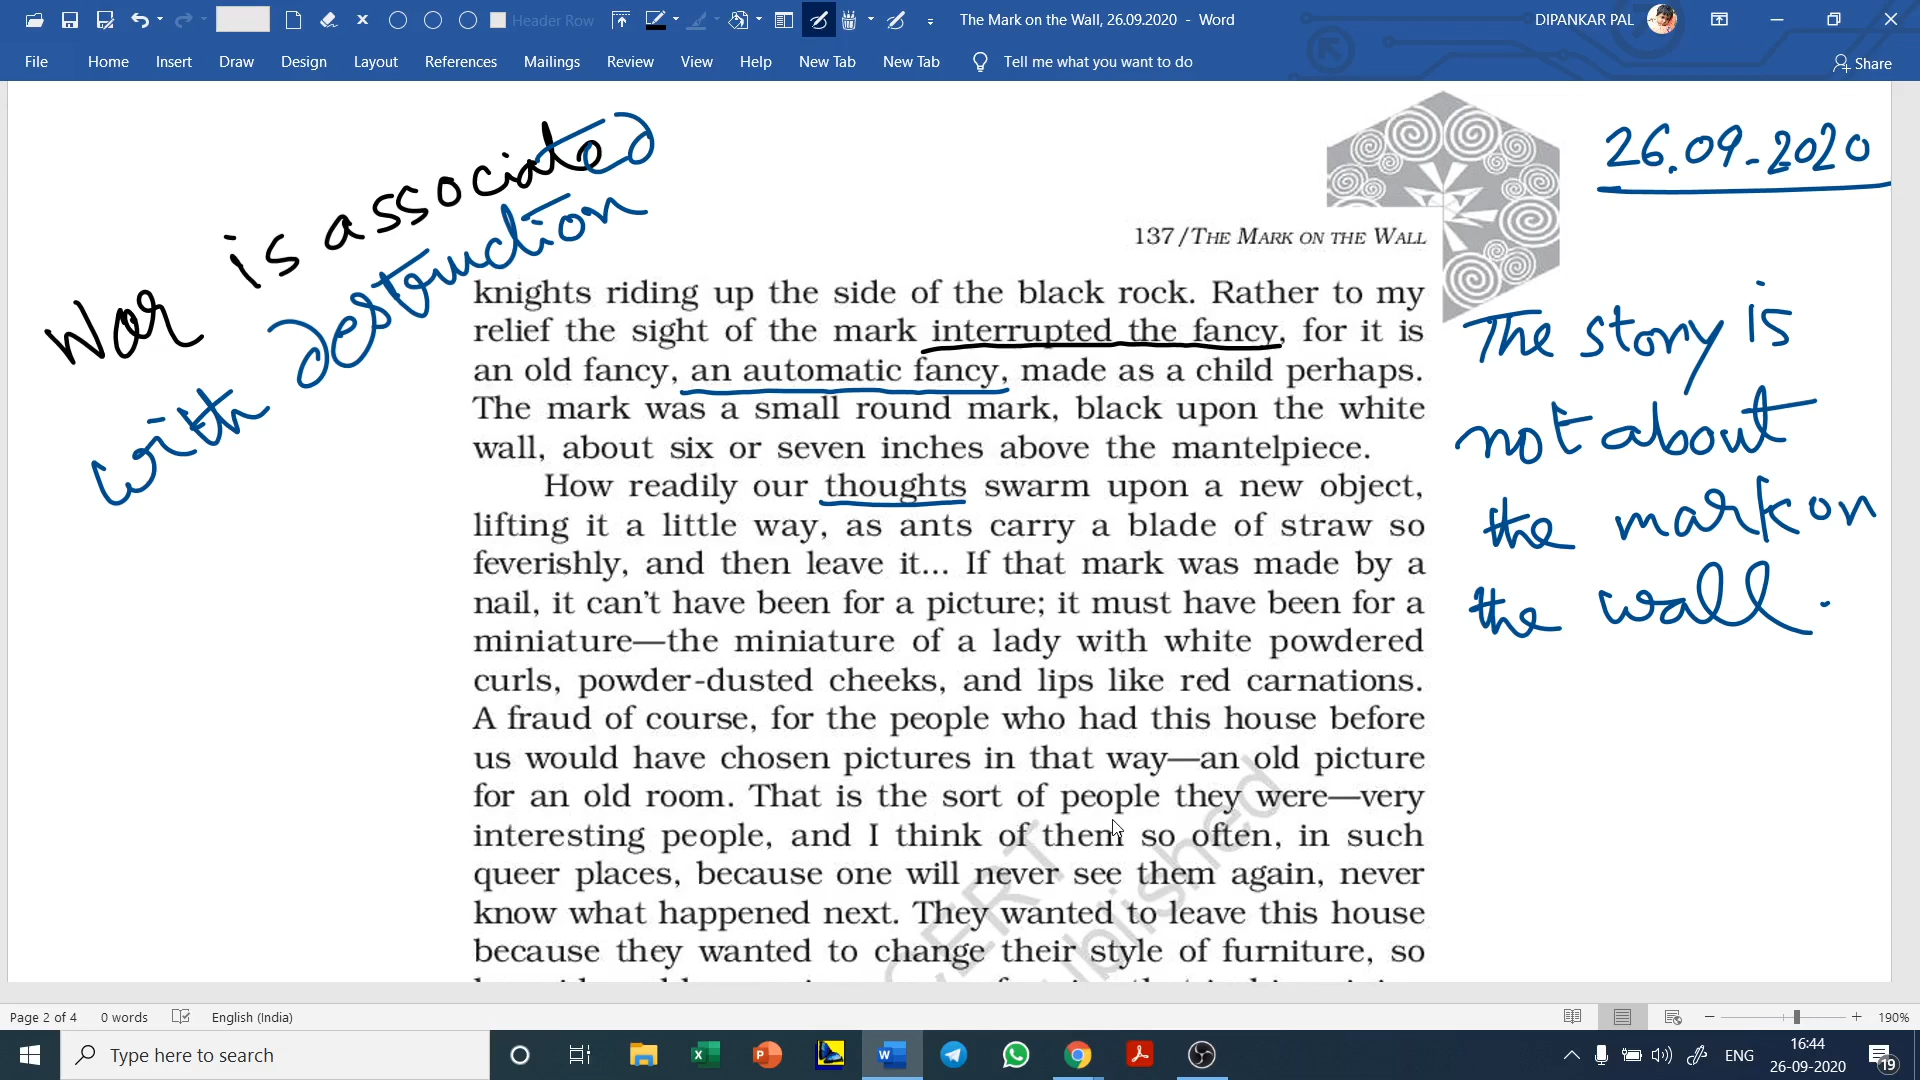 Header Row
The Mark on the Wall, 26.09.2020 - Word
DIPANKAR PAL
File Home Insert Draw Design Layout References Mailings Review View Help New Tab New Tab Tell me what you want to do
Share
War is associated
with destruction
26.09.2020
137/THE MARK ON THE WALL
knights riding up the side of the black rock. Rather to my
relief the sight of the mark interrupted the fancy, for it is
an old fancy, an automatic fancy, made as a child perhaps.
The mark was a small round mark, black upon the white
wall, about six or seven inches above the mantelpiece.
How readily our thoughts swarm upon a new object,
lifting it a little way, as ants carry a blade of straw so
feverishly, and then leave it... If that mark was made by a
nail, it can't have been for a picture; it must have been for a
miniature—the miniature of a lady with white powdered
curls, powder-dusted cheeks, and lips like red carnations.
A fraud of course, for the people who had this house before
us would have chosen pictures in that way—an old picture
for an old room. That is the sort of people they were—very
interesting people, and I think of them so often, in such
queer places, because one will never see them again, never
know what happened next. They wanted to leave this house
because they wanted to change their style of furniture, so
The story is
not about
the mark on
the wall.
Page 2 of 4 0 words English (India)
190%
Type here to search
ENG
16:44
26-09-2020
19